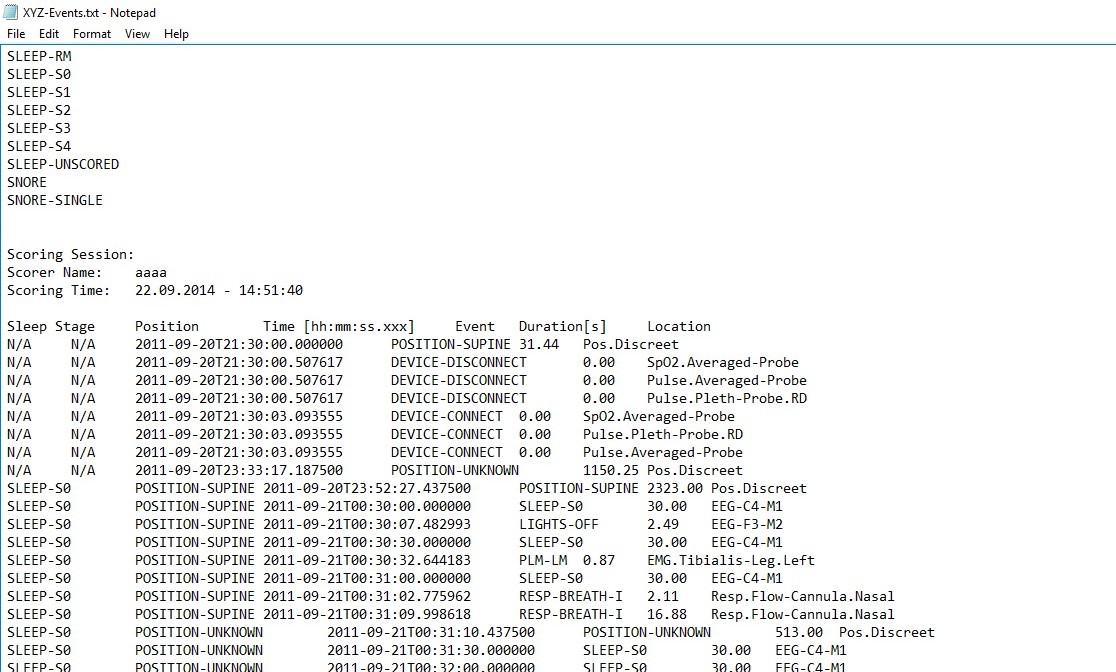 XYZ-Events.txt - Notepad
File Edit Format View Help
SLEEP-RM
SLEEP-S0
SLEEP-S1
SLEEP-S2
SLEEP-S3
SLEEP-S4
SLEEP-UNSCORED
SNORE
SNORE-SINGLE
Scoring Session:
Scorer Name: aaaa
Scoring Time: 22.09.2014 - 14:51:40
Sleep Stage Position Time [hh:mm:ss.xxx] Event Duration[s] Location
N/A N/A 2011-09-20T21:30:00.000000 POSITION-SUPINE 31.44 Pos.Discreet
N/A N/A 2011-09-20T21:30:00.507617 DEVICE-DISCONNECT 0.00 SpO2.Averaged-Probe
N/A N/A 2011-09-20T21:30:00.507617 DEVICE-DISCONNECT 0.00 Pulse.Averaged-Probe
N/A N/A 2011-09-20T21:30:00.507617 DEVICE-DISCONNECT 0.00 Pulse.Pleth-Probe.RD
N/A N/A 2011-09-20T21:30:03.093555 DEVICE-CONNECT 0.00 SpO2.Averaged-Probe
N/A N/A 2011-09-20T21:30:03.093555 DEVICE-CONNECT 0.00 Pulse.Pleth-Probe.RD
N/A N/A 2011-09-20T21:30:03.093555 DEVICE-CONNECT 0.00 Pulse.Averaged-Probe
N/A N/A 2011-09-20T23:33:17.187500 POSITION-UNKNOWN 1150.25 Pos.Discreet
SLEEP-S0 POSITION-SUPINE 2011-09-20T23:52:27.437500 POSITION-SUPINE 2323.00 Pos.Discreet
SLEEP-S0 POSITION-SUPINE 2011-09-21T00:30:00.000000 SLEEP-S0 30.00 EEG-C4-M1
SLEEP-S0 POSITION-SUPINE 2011-09-21T00:30:07.482993 LIGHTS-OFF 2.49 EEG-F3-M2
SLEEP-S0 POSITION-SUPINE 2011-09-21T00:30:30.000000 SLEEP-S0 30.00 EEG-C4-M1
SLEEP-S0 POSITION-SUPINE 2011-09-21T00:30:32.644183 PLM-LM 0.87 EMG.Tibialis-Leg.Left
SLEEP-S0 POSITION-SUPINE 2011-09-21T00:31:00.000000 SLEEP-S0 30.00 EEG-C4-M1
SLEEP-S0 POSITION-SUPINE 2011-09-21T00:31:02.775962 RESP-BREATH-I 2.11 Resp.Flow-Cannula.Nasal
SLEEP-S0 POSITION-SUPINE 2011-09-21T00:31:09.998618 RESP-BREATH-I 16.88 Resp.Flow-Cannula.Nasal
SLEEP-S0 POSITION-UNKNOWN 2011-09-21T00:31:10.437500 POSITION-UNKNOWN 513.00 Pos.Discreet
SLEEP-S0 POSITION-UNKNOWN 2011-09-21T00:31:30.000000 SLEEP-S0 30.00 EEG-C4-M1
SLEEP-S0 POSITION-UNKNOWN 2011-09-21T00:32:00.000000 SLEEP-S0 30.00 EEG-C4-M1